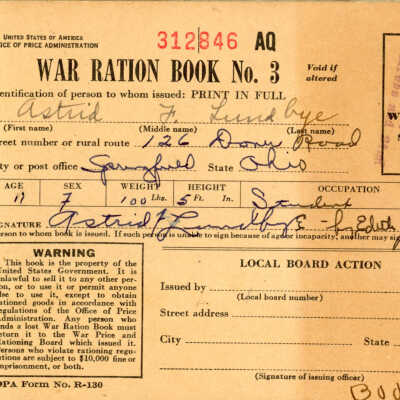 UNITED STATES OF AMERICA
OFFICE OF PRICE ADMINISTRATION
312846 AQ
WAR RATION BOOK No. 3
Void if
altered
Identification of person to whom issued: PRINT IN FULL
Astrid F. Lundbye
(First name) (Middle name) (Last name)
Street number or rural route 126 Road
City or post office Springfield State Ohio
AGE SEX WEIGHT HEIGHT OCCUPATION
F 100 Lbs. 5 Ft. In. Student
SIGNATURE Astrid F. Lundbye - by Edith
person to whom book is issued. If such person is unable to sign because of age or incapacity, another may sign
WARNING
This book is the property of the
United States Government. It is
unlawful to sell it to any other per-
son, or to use it or permit anyone
else to use it, except to obtain
rationed goods in accordance with
regulations of the Office of Price
Administration. Any person who
finds a lost War Ration Book must
return it to the War Price and
Rationing Board which issued it.
Persons who violate rationing regu-
lations are subject to $10,000 fine or
imprisonment, or both.
OPA Form No. R-130
LOCAL BOARD ACTION
Issued by
(Local board number)
Street address
City State
(Signature of issuing officer)